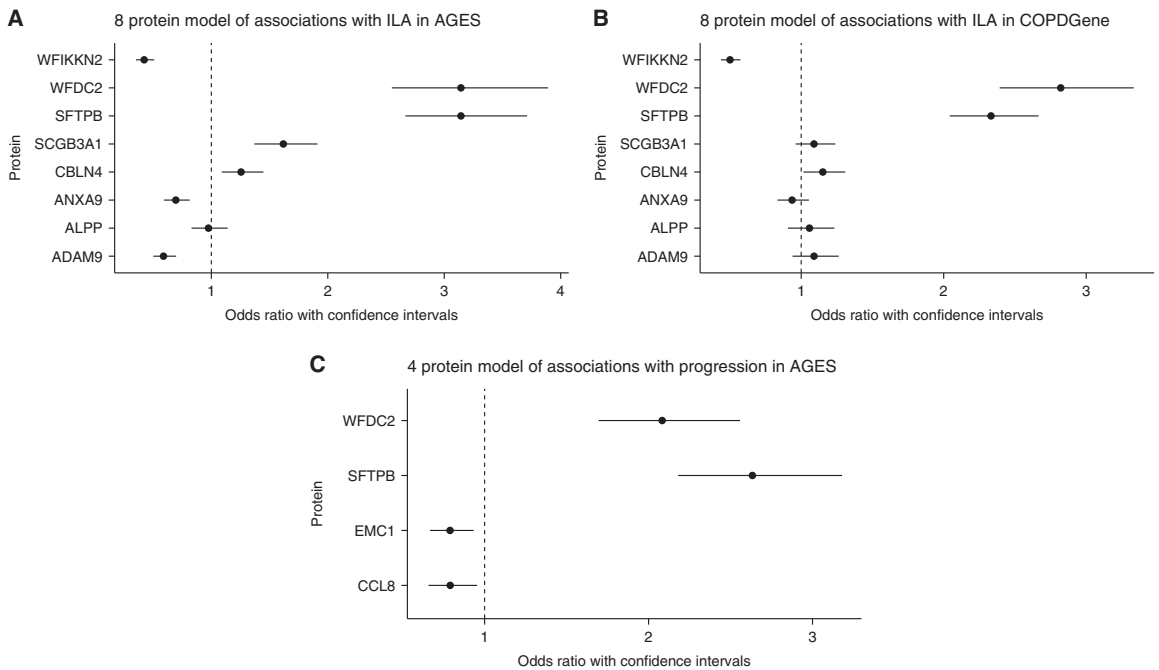 A
8 protein model of associations with ILA in AGES
WFIKKN2
WFDC2
SFTPB
SCGB3A1
CBLN4
ANXA9
ALPP
ADAM9
Protein
1 2 3 4
Odds ratio with confidence intervals
B
8 protein model of associations with ILA in COPDGene
WFIKKN2
WFDC2
SFTPB
SCGB3A1
CBLN4
ANXA9
ALPP
ADAM9
Protein
1 2 3
Odds ratio with confidence intervals
C
4 protein model of associations with progression in AGES
WFDC2
SFTPB
EMC1
CCL8
Protein
1 2 3
Odds ratio with confidence intervals